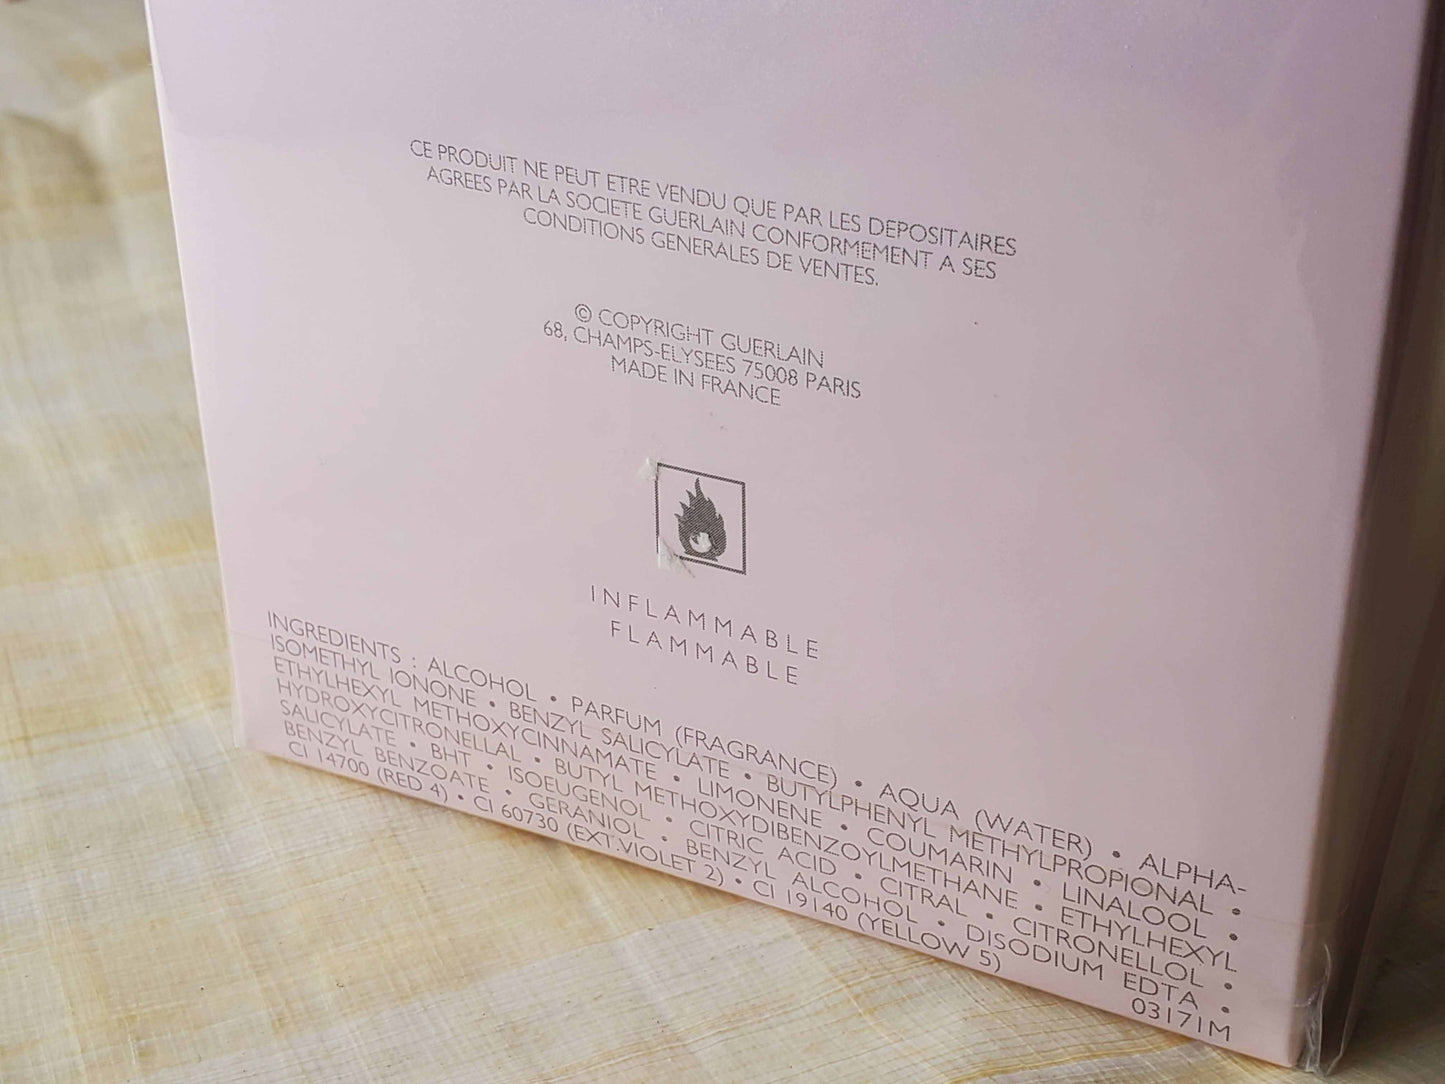 CE PRODUIT NE PEUT ETRE VENDU QUE PAR LES DEPOSITAIRES
AGREES PAR LA SOCIETE GUERLAIN CONFORMEMENT A SES
CONDITIONS GENERALES DE VENTES.
© COPYRIGHT GUERLAIN
68, CHAMPS-ELYSEES 75008 PARIS
MADE IN FRANCE
INFLAMMABLE
FLAMMABLE
INGREDIENTS : ALCOHOL • PARFUM (FRAGRANCE) • AQUA (WATER) • ALPHA-
ISOMETHYL IONONE • BENZYL SALICYLATE • BUTYLPHENYL METHYLPROPIONAL •
ETHYLHEXYL METHOXYCINNAMATE • LIMONENE • COUMARIN • LINALOOL •
HYDROXYCITRONELLAL • BUTYL METHOXYDIBENZOYLMETHANE • ETHYLHEXYL
SALICYLATE • BHT • ISOEUGENOL • CITRIC ACID • CITRAL • CITRONELLOL •
BENZYL BENZOATE • GERANIOL • BENZYL ALCOHOL • DISODIUM EDTA •
CI 14700 (RED 4) • CI 60730 (EXT.VIOLET 2) • CI 19140 (YELLOW 5) 03171M